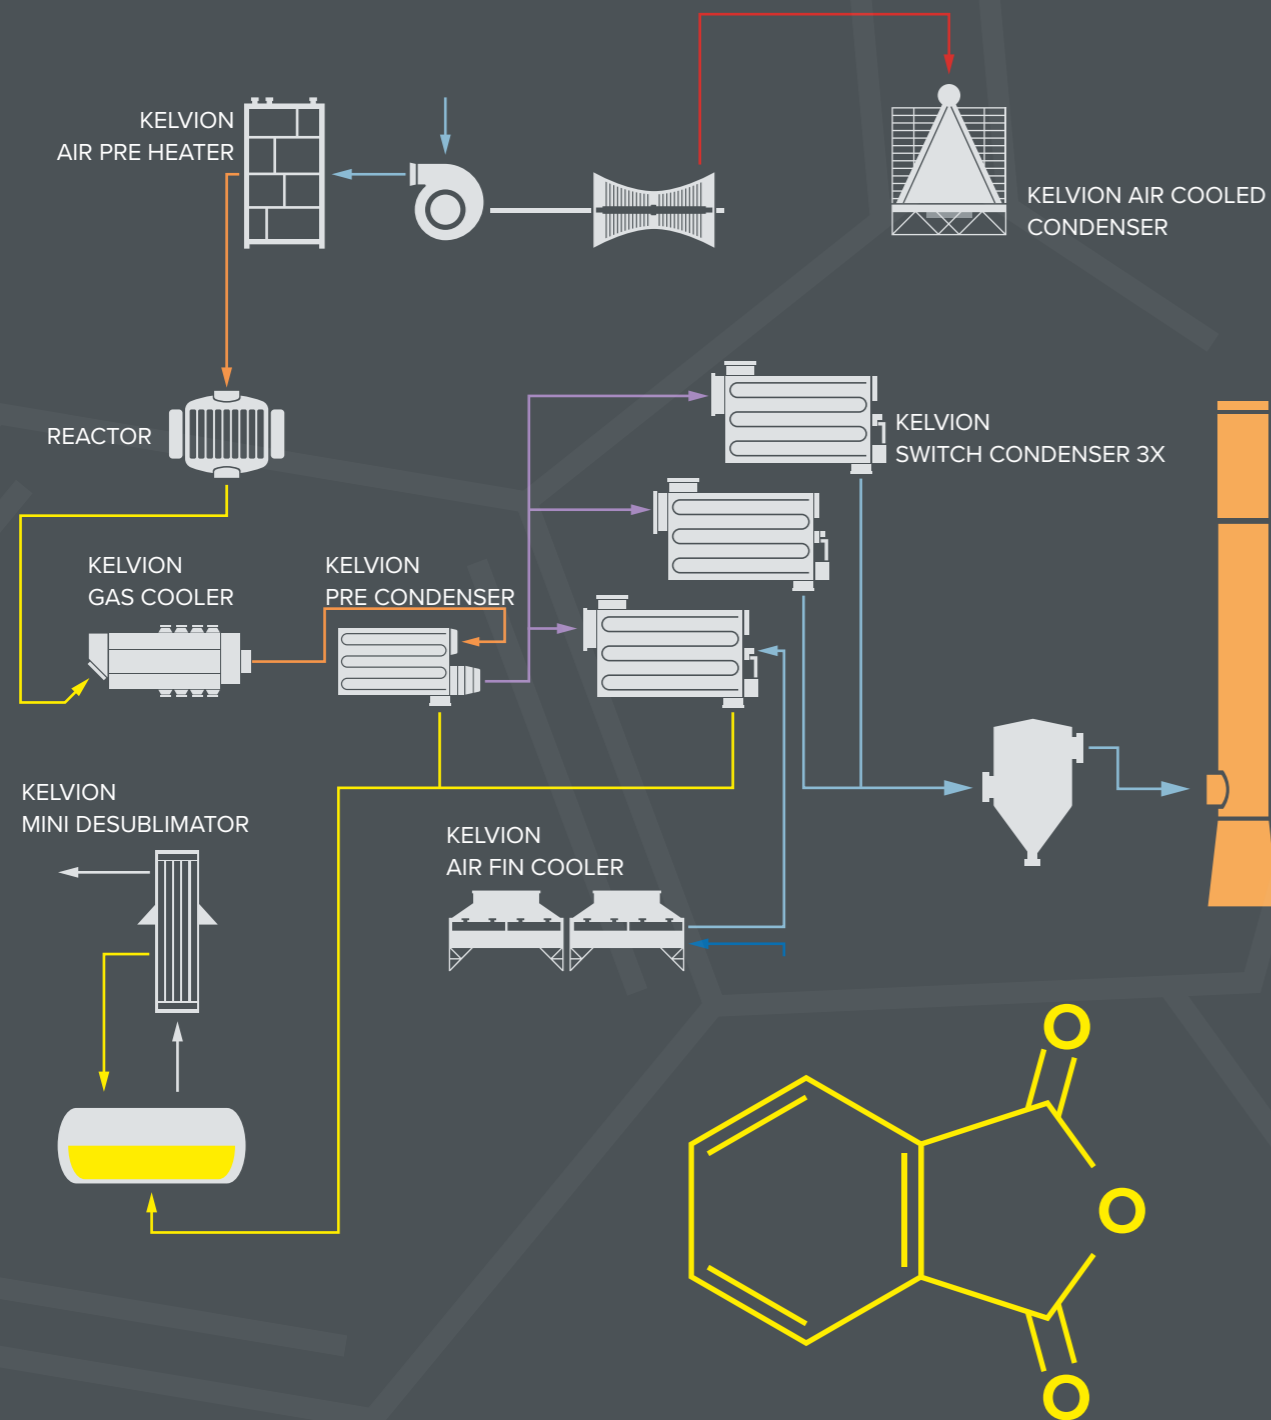 KELVION
AIR PRE HEATER
KELVION AIR COOLED
CONDENSER
REACTOR
KELVION
SWITCH CONDENSER 3X
KELVION
GAS COOLER
KELVION
PRE CONDENSER
KELVION
MINI DESUBLIMATOR
KELVION
AIR FIN COOLER
O
O
O